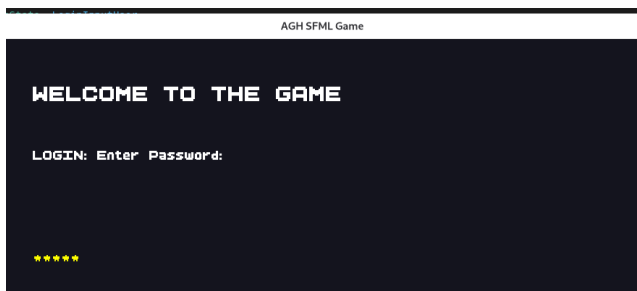 AGH SFML Game
WELCOME TO THE GAME
LOGIN: Enter Password:
*****